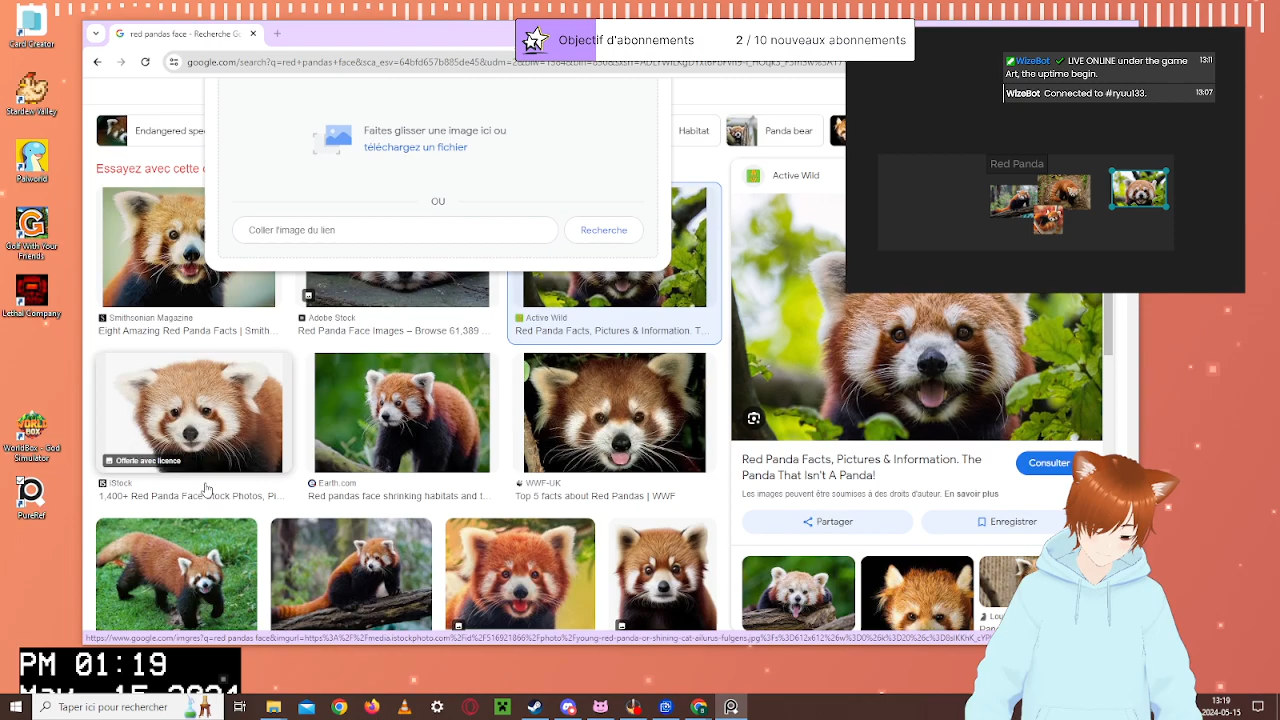 Card Creator
Stardew Valley
Palworld
Golf With Your
Friends
Lethal Company
WorldBox - God
Simulator
PureRef
red pandas face - Recherche Go
Objectif d'abonnements
2 / 10 nouveaux abonnements
WizeBot LIVE ONLINE under the game
Art, the uptime begin.
13:11
WizeBot Connected to #ryuu133.
13:07
Red Panda
Habitat
Panda bear
Essayez avec cette
Faites glisser une image ici ou
téléchargez un fichier
OU
Coller l'image du lien
Recherche
Active Wild
Smithsonian Magazine
Eight Amazing Red Panda Facts | Smith...
Adobe Stock
Red Panda Face Images – Browse 61,389 ...
Active Wild
Red Panda Facts, Pictures & Information. T...
Offerte avec licence
iStock
1,400+ Red Panda Face Stock Photos, Pi...
Earth.com
Red pandas face shrinking habitats and t...
WWF-UK
Top 5 facts about Red Pandas | WWF
Red Panda Facts, Pictures & Information. The
Panda That Isn't A Panda!
Consulter
Les images peuvent être soumises à des droits d'auteur. En savoir plus
Partager
Enregistrer
PM 01:19
Taper ici pour rechercher
13:19
2024-05-15